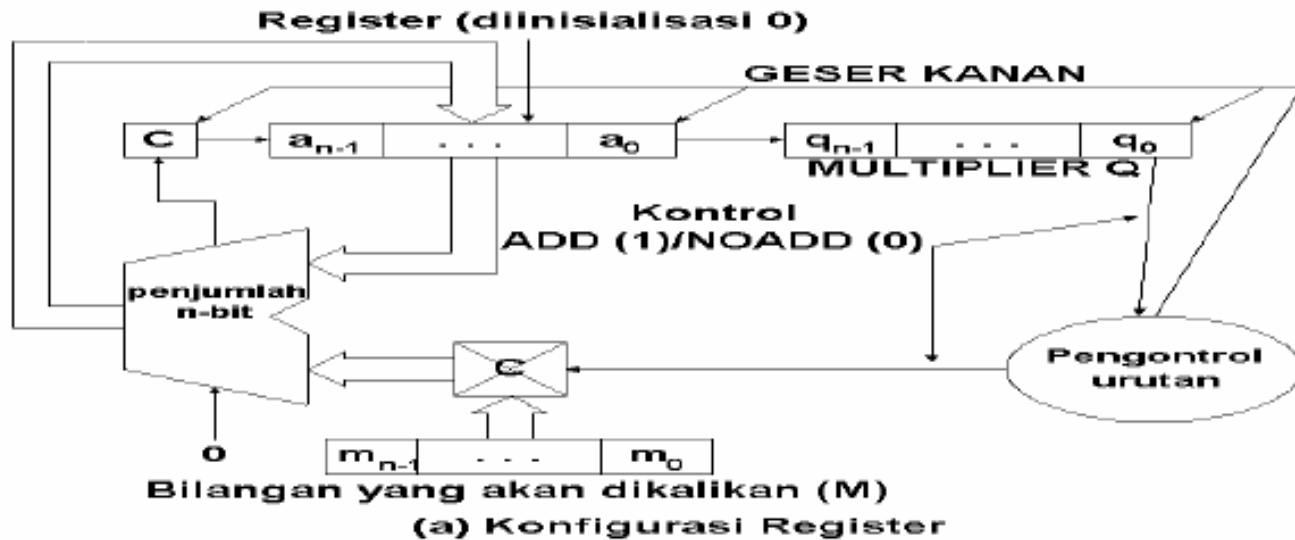 Register (diinisialisasi 0)
GESER KANAN
C
a n-1 . . . a 0
q n-1 . . . q 0
MULTIPLIER Q
Kontrol
ADD (1)/NOADD (0)
penjumlah
n-bit
C
Pengontrol
urutan
0
m n-1 . . . m 0
Bilangan yang akan dikalikan (M)
(a) Konfigurasi Register